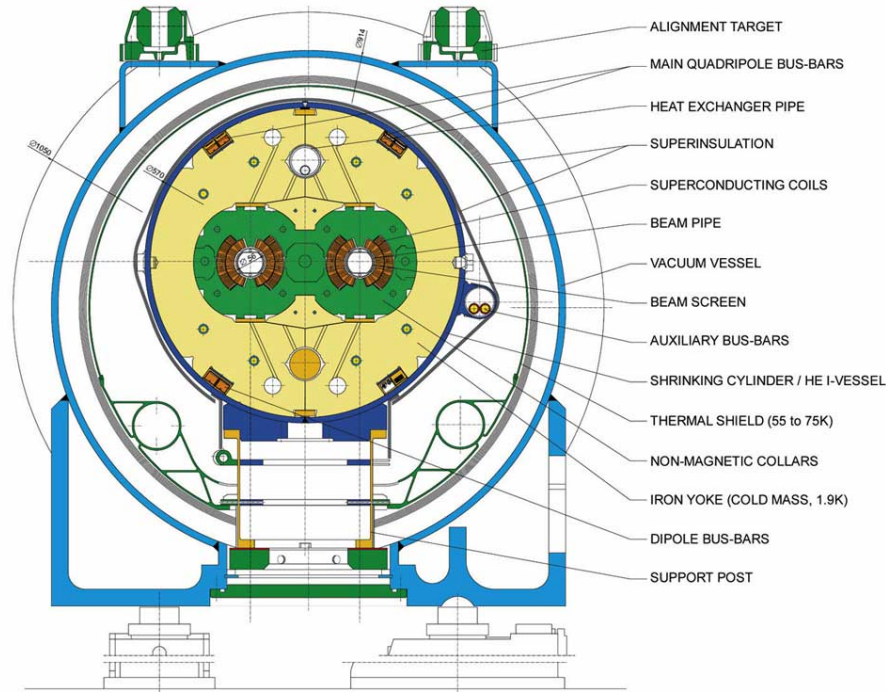 ALIGNMENT TARGET
MAIN QUADRIPOLE BUS-BARS
HEAT EXCHANGER PIPE
SUPERINSULATION
SUPERCONDUCTING COILS
BEAM PIPE
VACUUM VESSEL
BEAM SCREEN
AUXILIARY BUS-BARS
SHRINKING CYLINDER / HE I-VESSEL
THERMAL SHIELD (55 to 75K)
NON-MAGNETIC COLLARS
IRON YOKE (COLD MASS, 1.9K)
DIPOLE BUS-BARS
SUPPORT POST
Ø914
Ø1050
Ø570
Ø 56